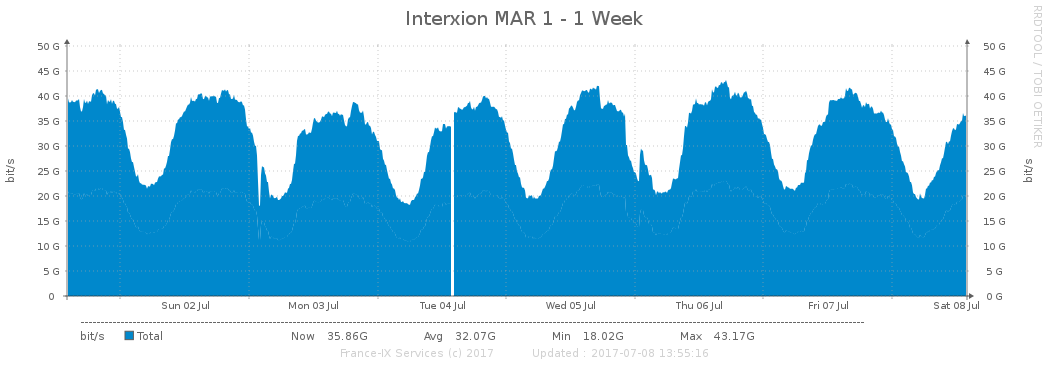 Interxion MAR 1 - 1 Week
RRDTOOL / TOBI OETIKER
50 G 50 G
45 G 45 G
40 G 40 G
35 G 35 G
30 G 30 G
25 G 25 G
20 G 20 G
15 G 15 G
10 G 10 G
5 G 5 G
0 0 G
bit/s bit/s
Sun 02 Jul Mon 03 Jul Tue 04 Jul Wed 05 Jul Thu 06 Jul Fri 07 Jul Sat 08 Jul
bit/s Total Now 35.86G Avg 32.07G Min 18.02G Max 43.17G
France-IX Services (c) 2017 Updated : 2017-07-08 13:55:16